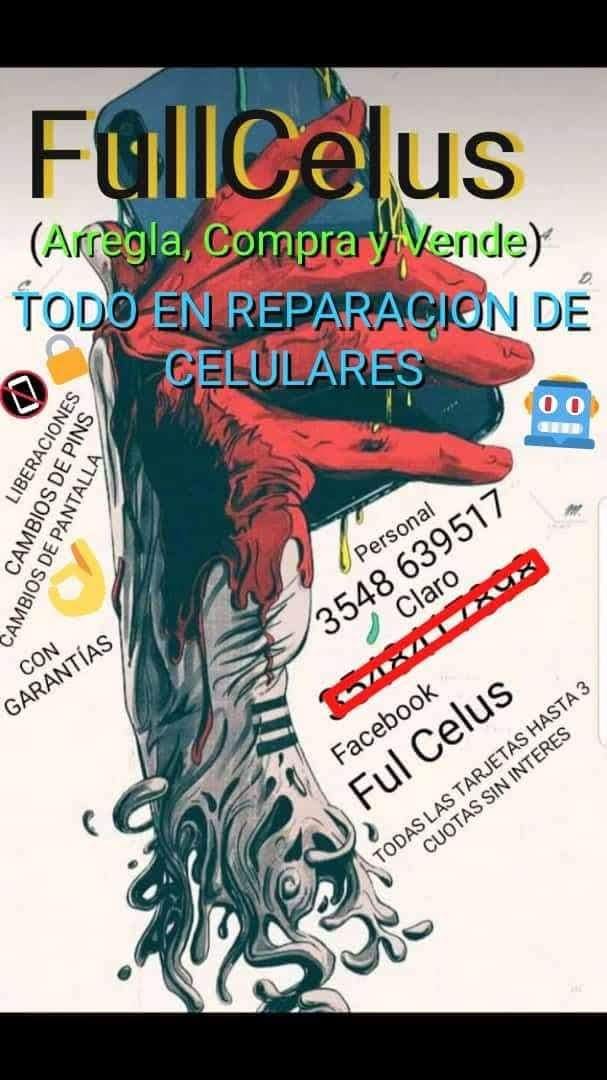 FullCelus
(Arregla, Compra y Vende)
TODO EN REPARACION DE
CELULARES
LIBERACIONES
CAMBIOS DE PINS
CAMBIOS DE PANTALLA
CON
GARANTÍAS
Personal
3548 639517
Claro
Facebook
Ful Celus
TODAS LAS TARJETAS HASTA 3
CUOTAS SIN INTERES
D.
M.